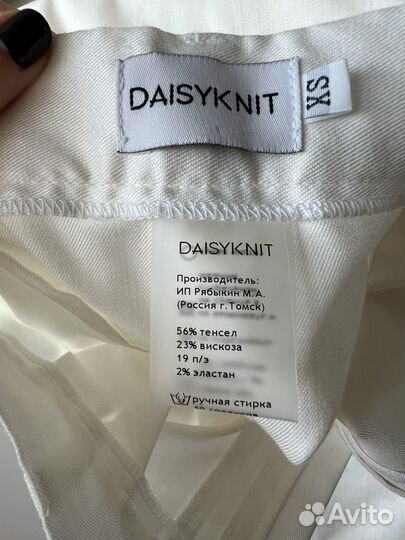 DAISYKNIT
XS
DAISYKNIT
Производитель:
ИП Рябыкин М.А.
(Россия г.Томск)
56% тенсел
23% вискоза
19 п/э
2% эластан
ручная стирка
Avito